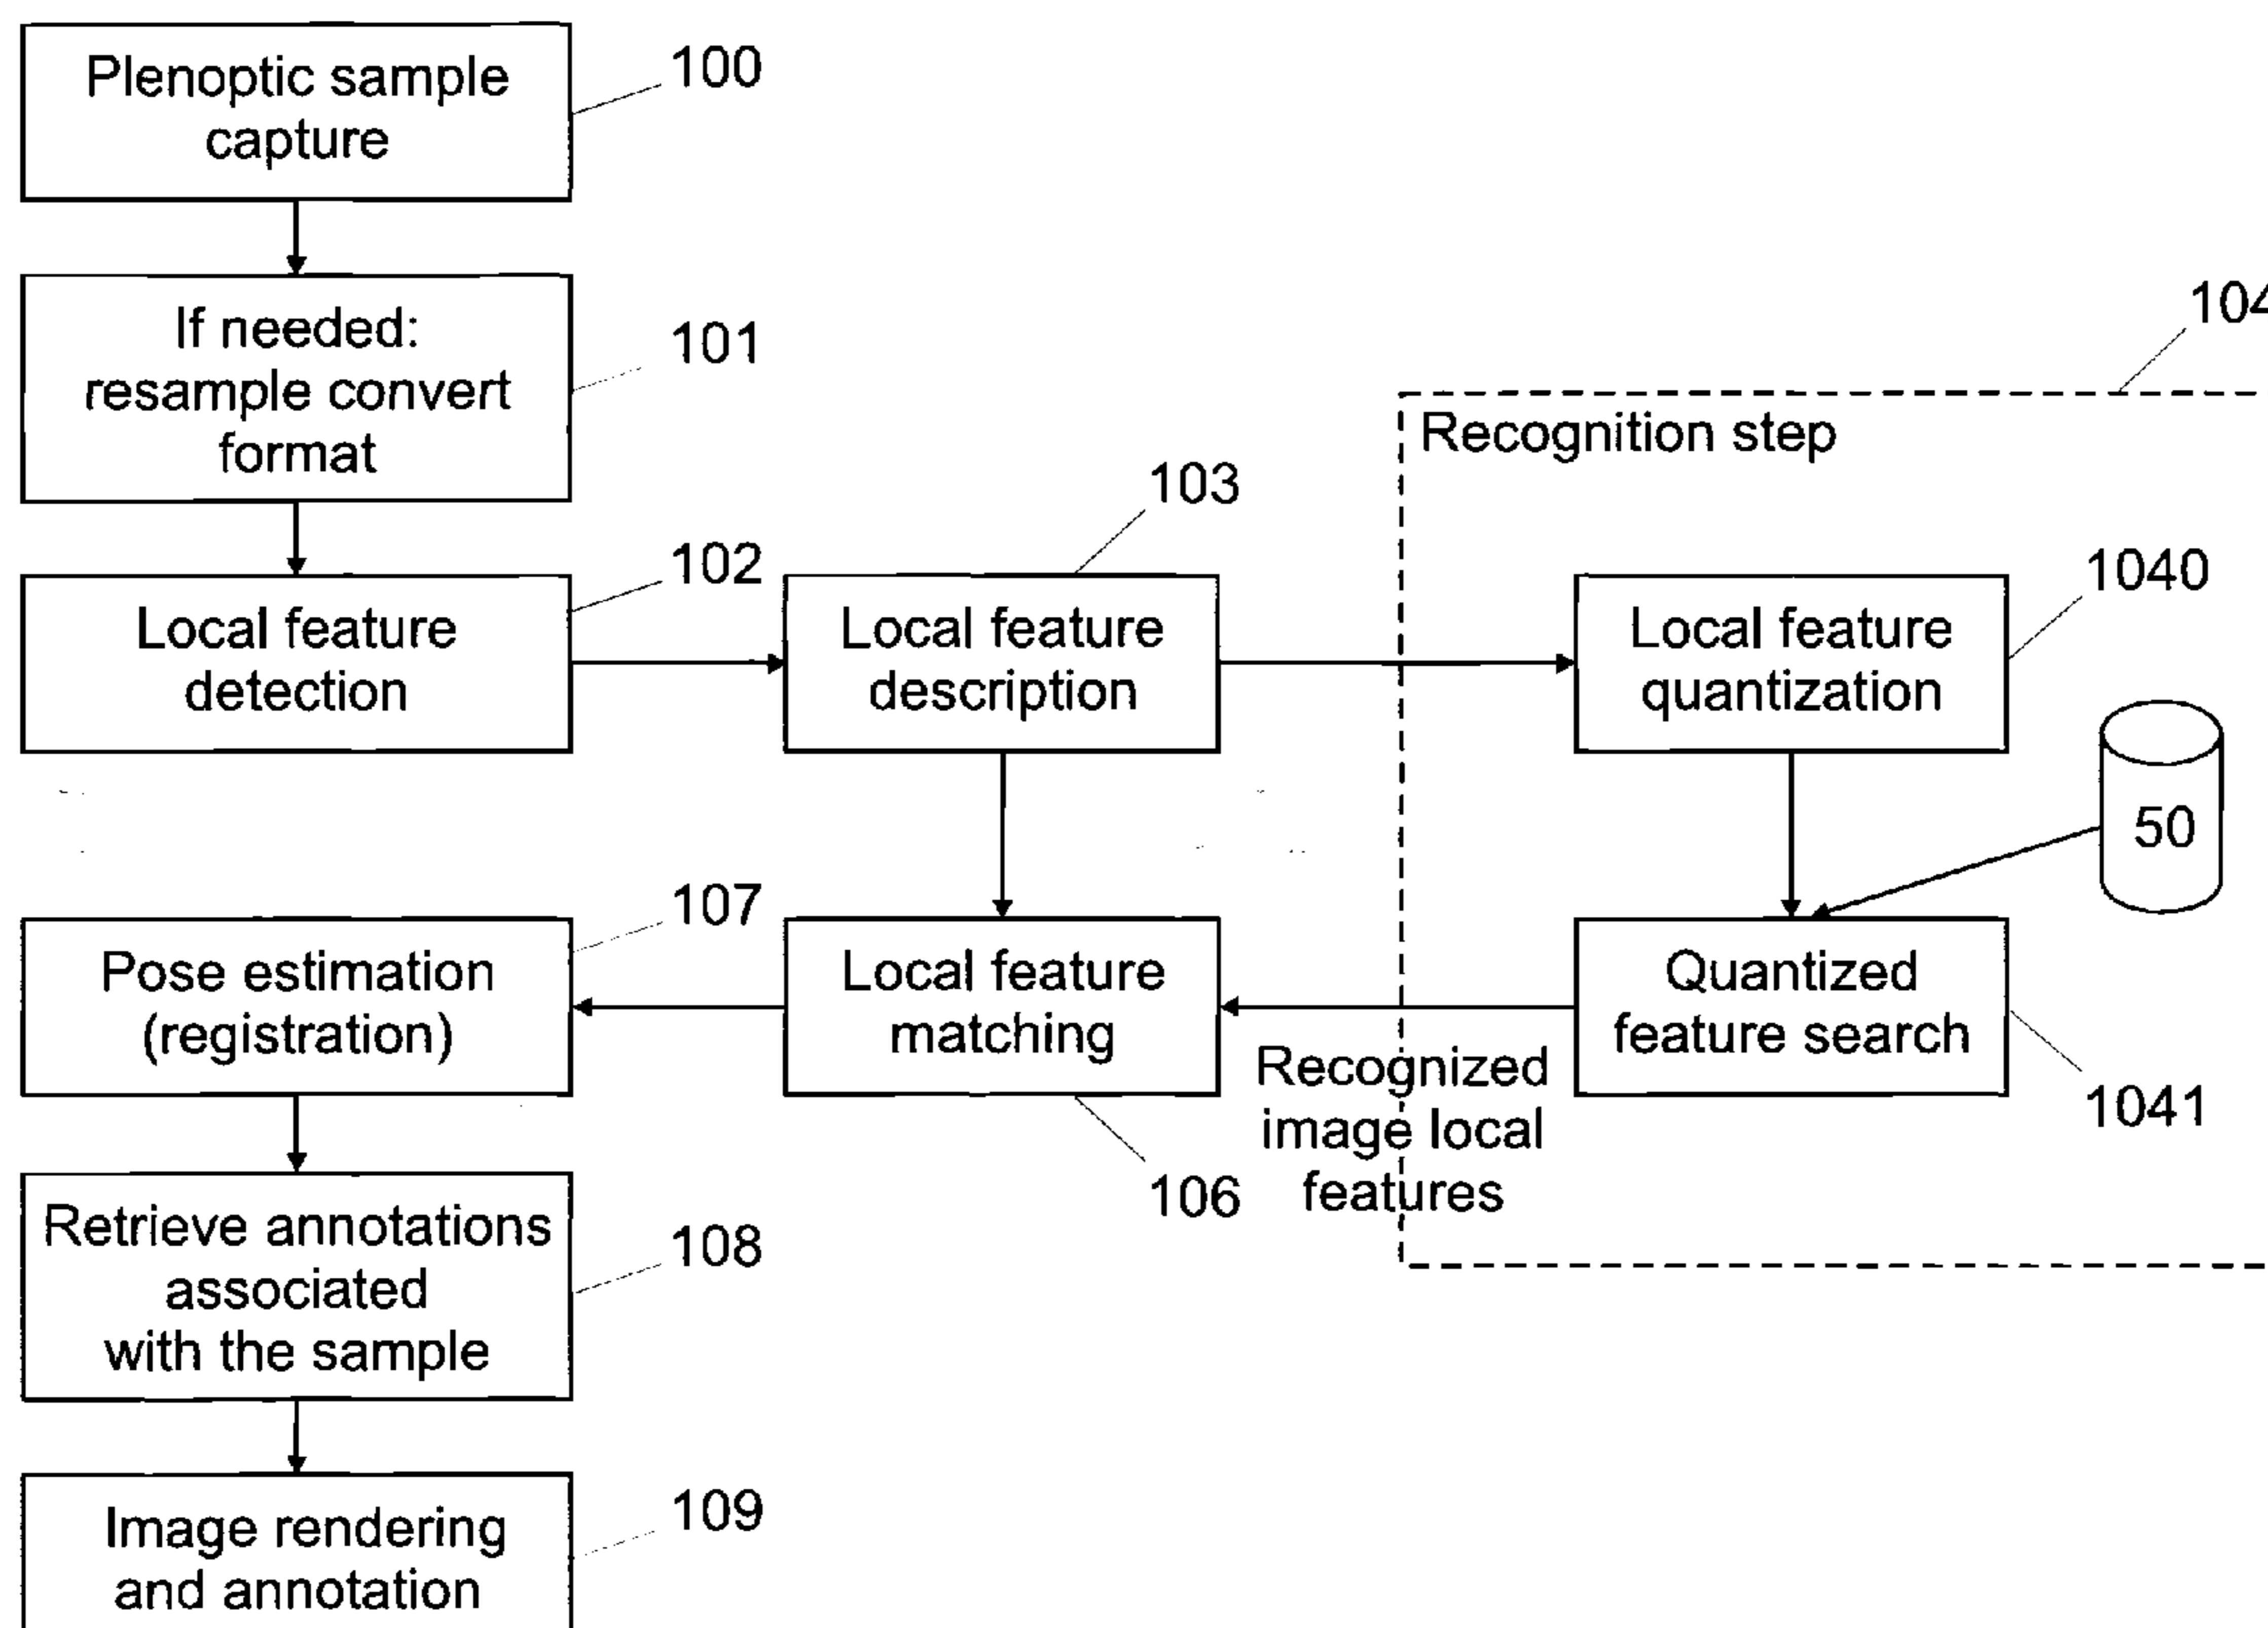 Plenoptic sample
capture
100
If needed:
resample convert
format
101
104
Recognition step
Local feature
detection
102
Local feature
description
103
Local feature
quantization
1040
50
Pose estimation
(registration)
107
Local feature
matching
106
Recognized
image local
features
Quantized
feature search
1041
Retrieve annotations
associated
with the sample
108
Image rendering
and annotation
109